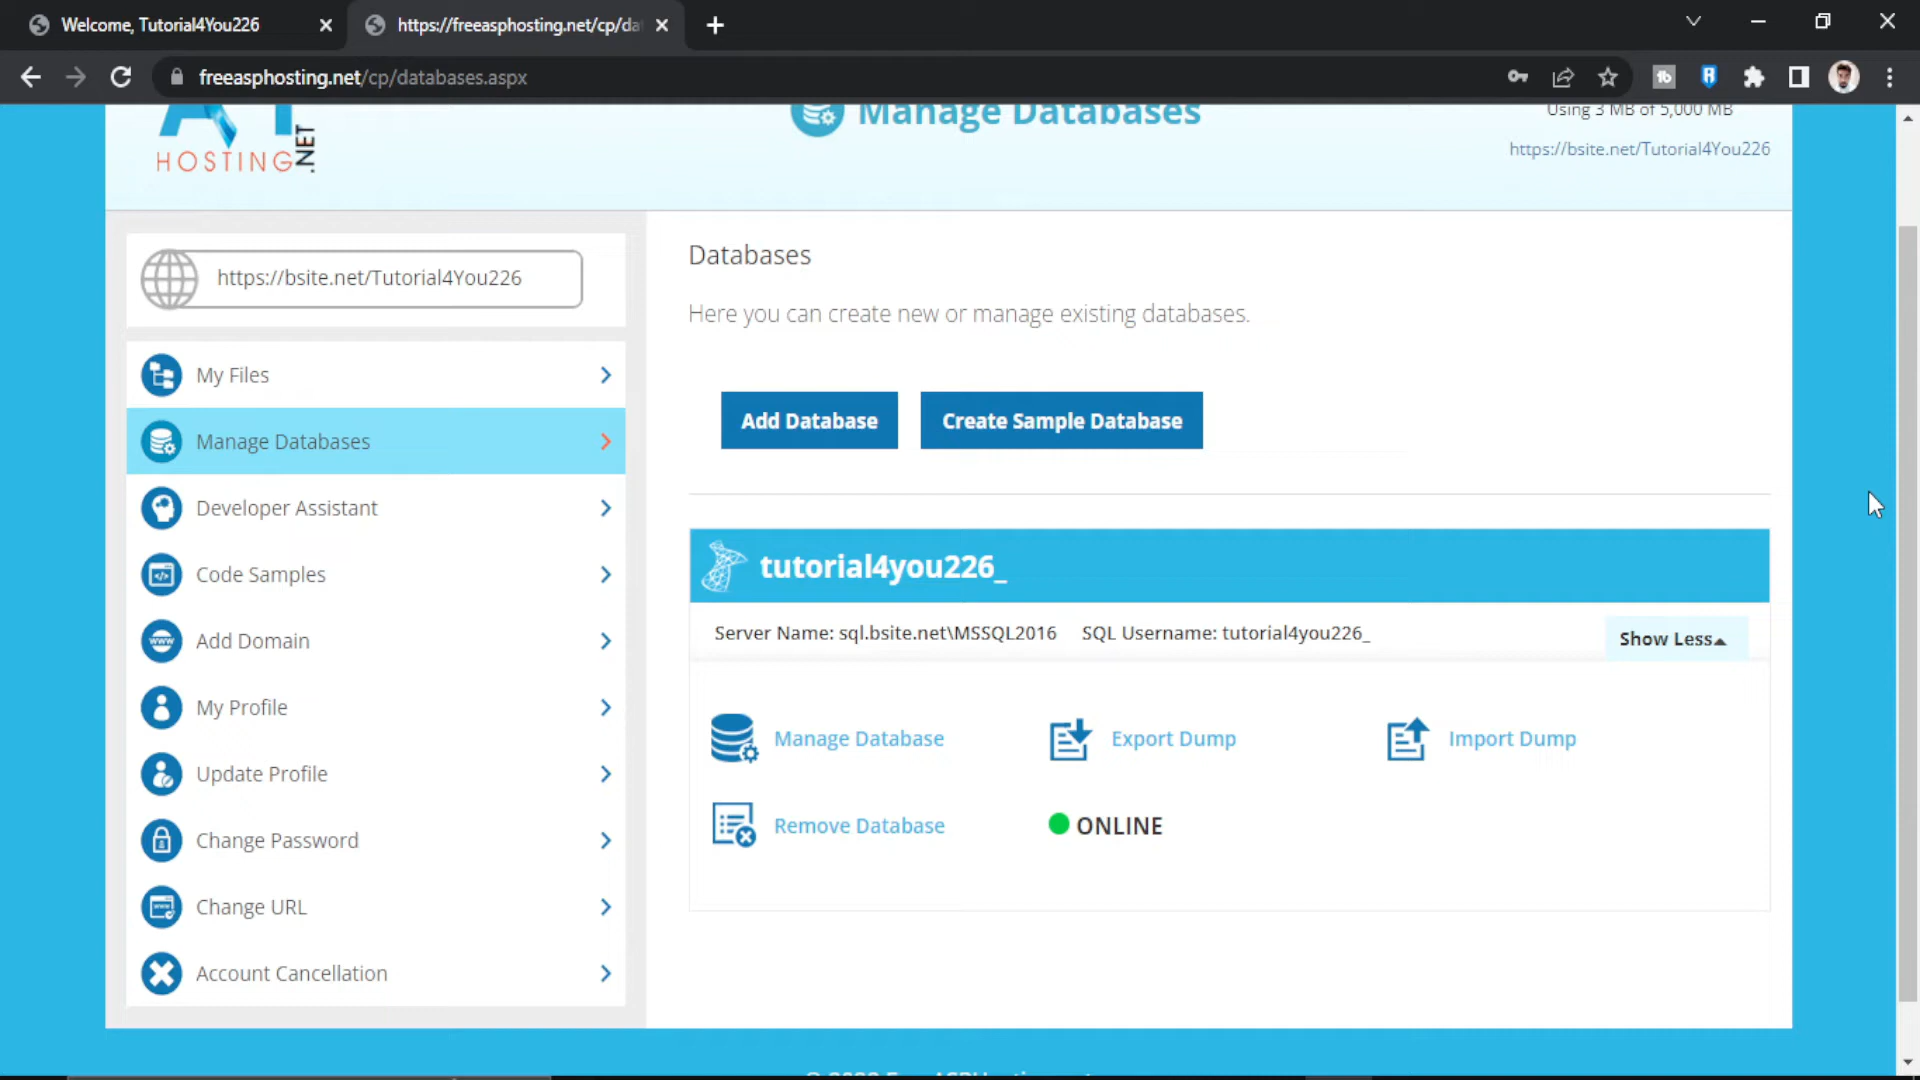 Welcome, Tutorial4You226
https://freeasphosting.net/cp/da
freeasphosting.net/cp/databases.aspx
HOSTING.NET
Manage Databases
Using 3 MB of 5,000 MB
https://bsite.net/Tutorial4You226
https://bsite.net/Tutorial4You226
My Files
Manage Databases
Developer Assistant
Code Samples
Add Domain
My Profile
Update Profile
Change Password
Change URL
Account Cancellation
Databases
Here you can create new or manage existing databases.
Add Database
Create Sample Database
tutorial4you226_
Server Name: sql.bsite.net\MSSQL2016 SQL Username: tutorial4you226_
Show Less
Manage Database
Export Dump
Import Dump
Remove Database
ONLINE